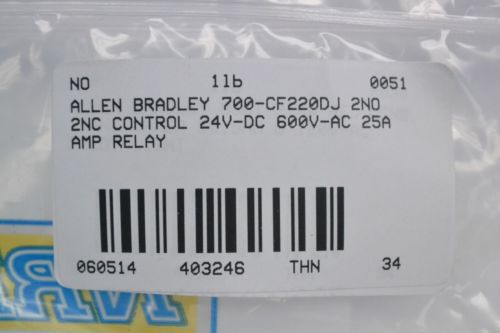 NO 1lb 0051
ALLEN BRADLEY 700-CF220DJ 2NO
2NC CONTROL 24V-DC 600V-AC 25A
AMP RELAY
060514 403246 THN 34